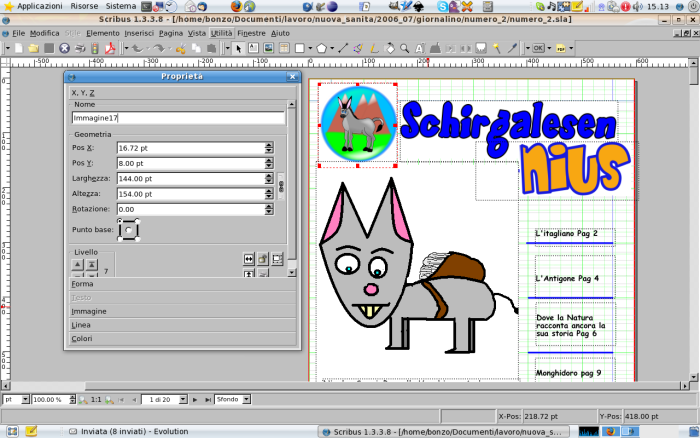 Applicazioni Risorse Sistema 15.13
Scribus 1.3.3.8 - [/home/bonzo/Documenti/lavoro/nuova_sanita/2006_07/giornalino/numero_2/numero_2.sla]
File Modifica Stile Elemento Inserisci Pagina Vista Utilità Finestre Aiuto
-500 -400 -300 -200 -100 0 100 200 300 400 500 600
Proprietà
X, Y, Z
Nome
Immagine17
Geometria
Pos X: 16.72 pt
Pos Y: 8.00 pt
Larghezza: 144.00 pt
Altezza: 154.00 pt
Rotazione: 0.00
Punto base:
Livello
7
Forma
Testo
Immagine
Linea
Colori
Schirgalesen
nius
L'itagliano Pag 2
L'Antigone Pag 4
Dove la Natura
racconta ancora la
sua storia Pag 6
Monghidoro pag 9
pt 100.00 % 1:1 1 di 20 Sfondo
X-Pos: 218.72 pt Y-Pos: 418.00 pt
Inviata (8 inviati) - Evolution
Scribus 1.3.3.8 - [/home/bonzo/Documenti/lavoro/nuova_s...